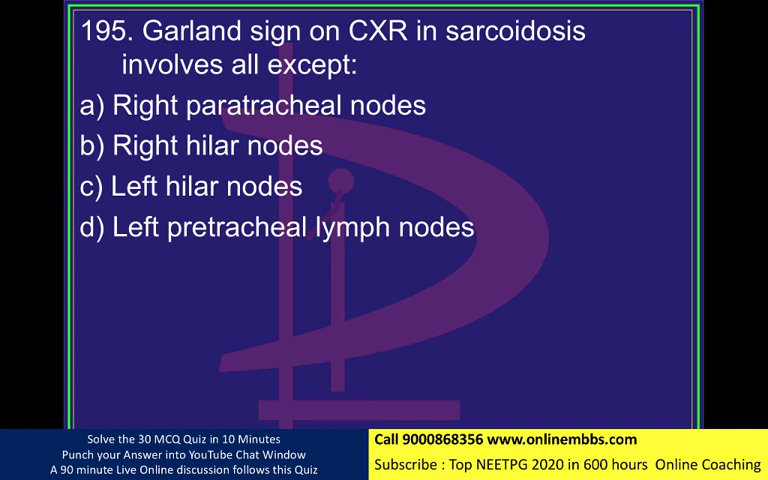 195. Garland sign on CXR in sarcoidosis
involves all except:
a) Right paratracheal nodes
b) Right hilar nodes
c) Left hilar nodes
d) Left pretracheal lymph nodes
Solve the 30 MCQ Quiz in 10 Minutes
Punch your Answer into YouTube Chat Window
A 90 minute Live Online discussion follows this Quiz
Call 9000868356 www.onlinembbs.com
Subscribe : Top NEETPG 2020 in 600 hours Online Coaching